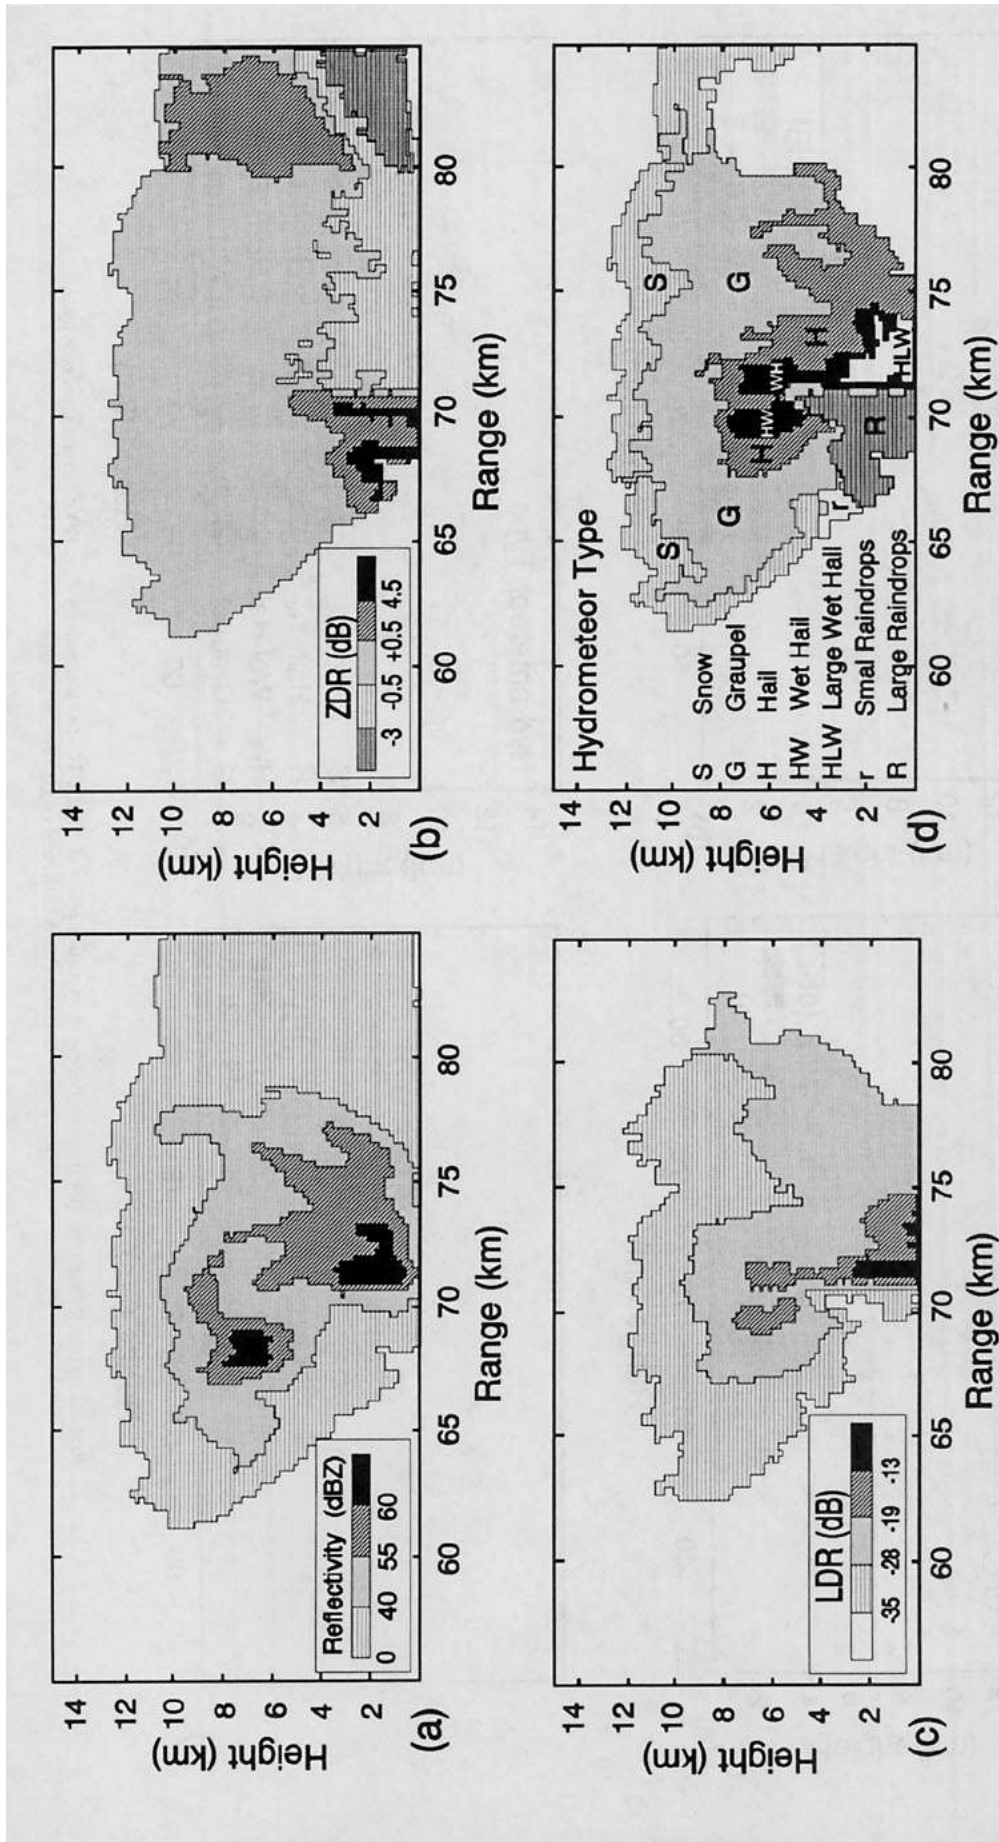 14
12
10
8
6
4
2
Height (km)
(a)
Reflectivity (dBZ)
0 40 55 60
60 65 70 75 80
Range (km)
14
12
10
8
6
4
2
Height (km)
(b)
ZDR (dB)
-3 -0.5 +0.5 4.5
60 65 70 75 80
Range (km)
14
12
10
8
6
4
2
Height (km)
(c)
LDR (dB)
-35 -28 -19 -13
60 65 70 75 80
Range (km)
14
12
10
8
6
4
2
Height (km)
(d)
Hydrometeor Type
S Snow
G Graupel
H Hail
HW Wet Hail
HLW Large Wet Hail
r Smal Raindrops
R Large Raindrops
S
S
G
G
H
HW
WH
H
r
R
HLW
60 65 70 75 80
Range (km)